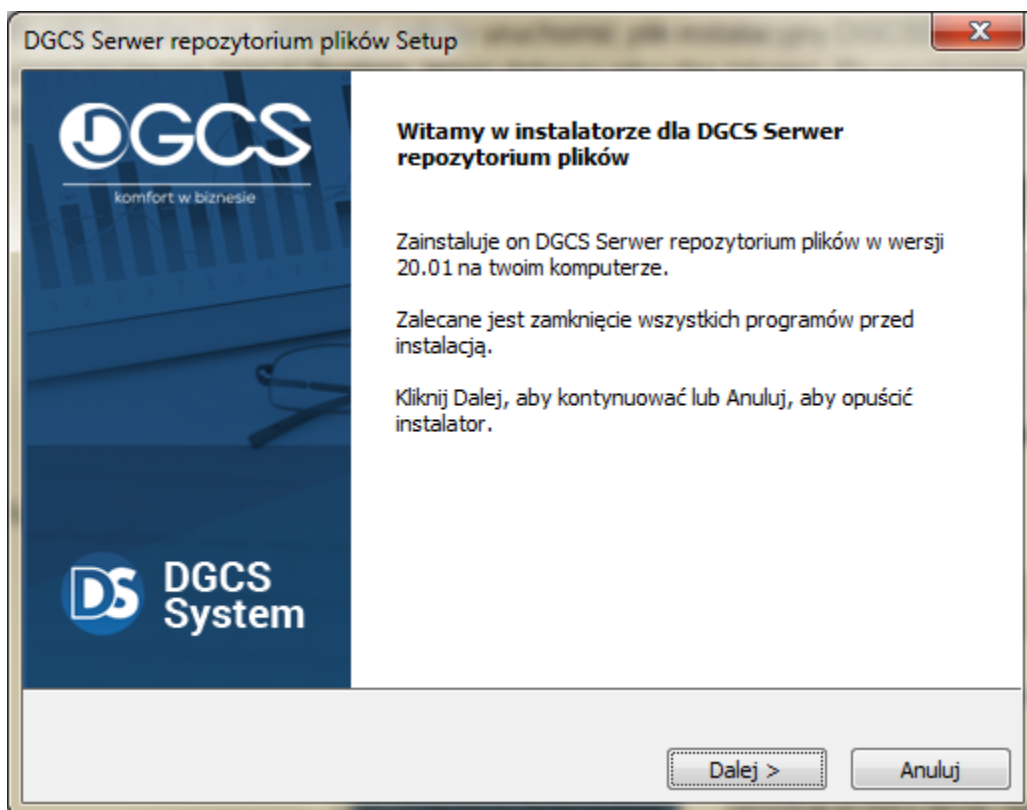 DGCS Serwer repozytorium plików Setup
DGCS
komfort w biznesie
Witamy w instalatorze dla DGCS Serwer
repozytorium plików
Zainstaluje on DGCS Serwer repozytorium plików w wersji
20.01 na twoim komputerze.
Zalecane jest zamknięcie wszystkich programów przed
instalacją.
Kliknij Dalej, aby kontynuować lub Anuluj, aby opuścić
instalator.
DS DGCS
System
Dalej >
Anuluj